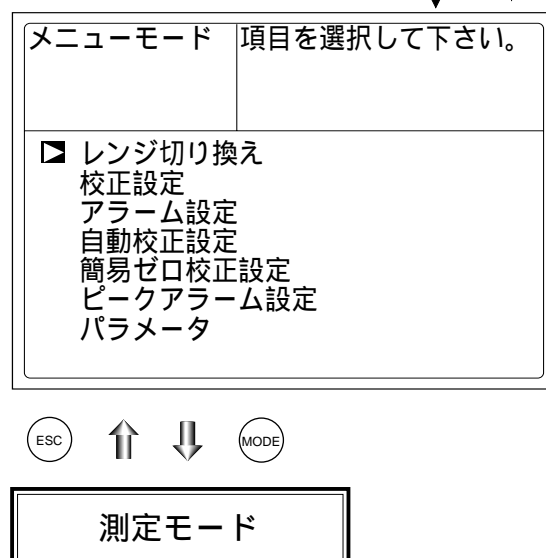 メニューモード
項目を選択して下さい。
レンジ切り換え
校正設定
アラーム設定
自動校正設定
簡易ゼロ校正設定
ピークアラーム設定
パラメータ
ESC
MODE
測定モード